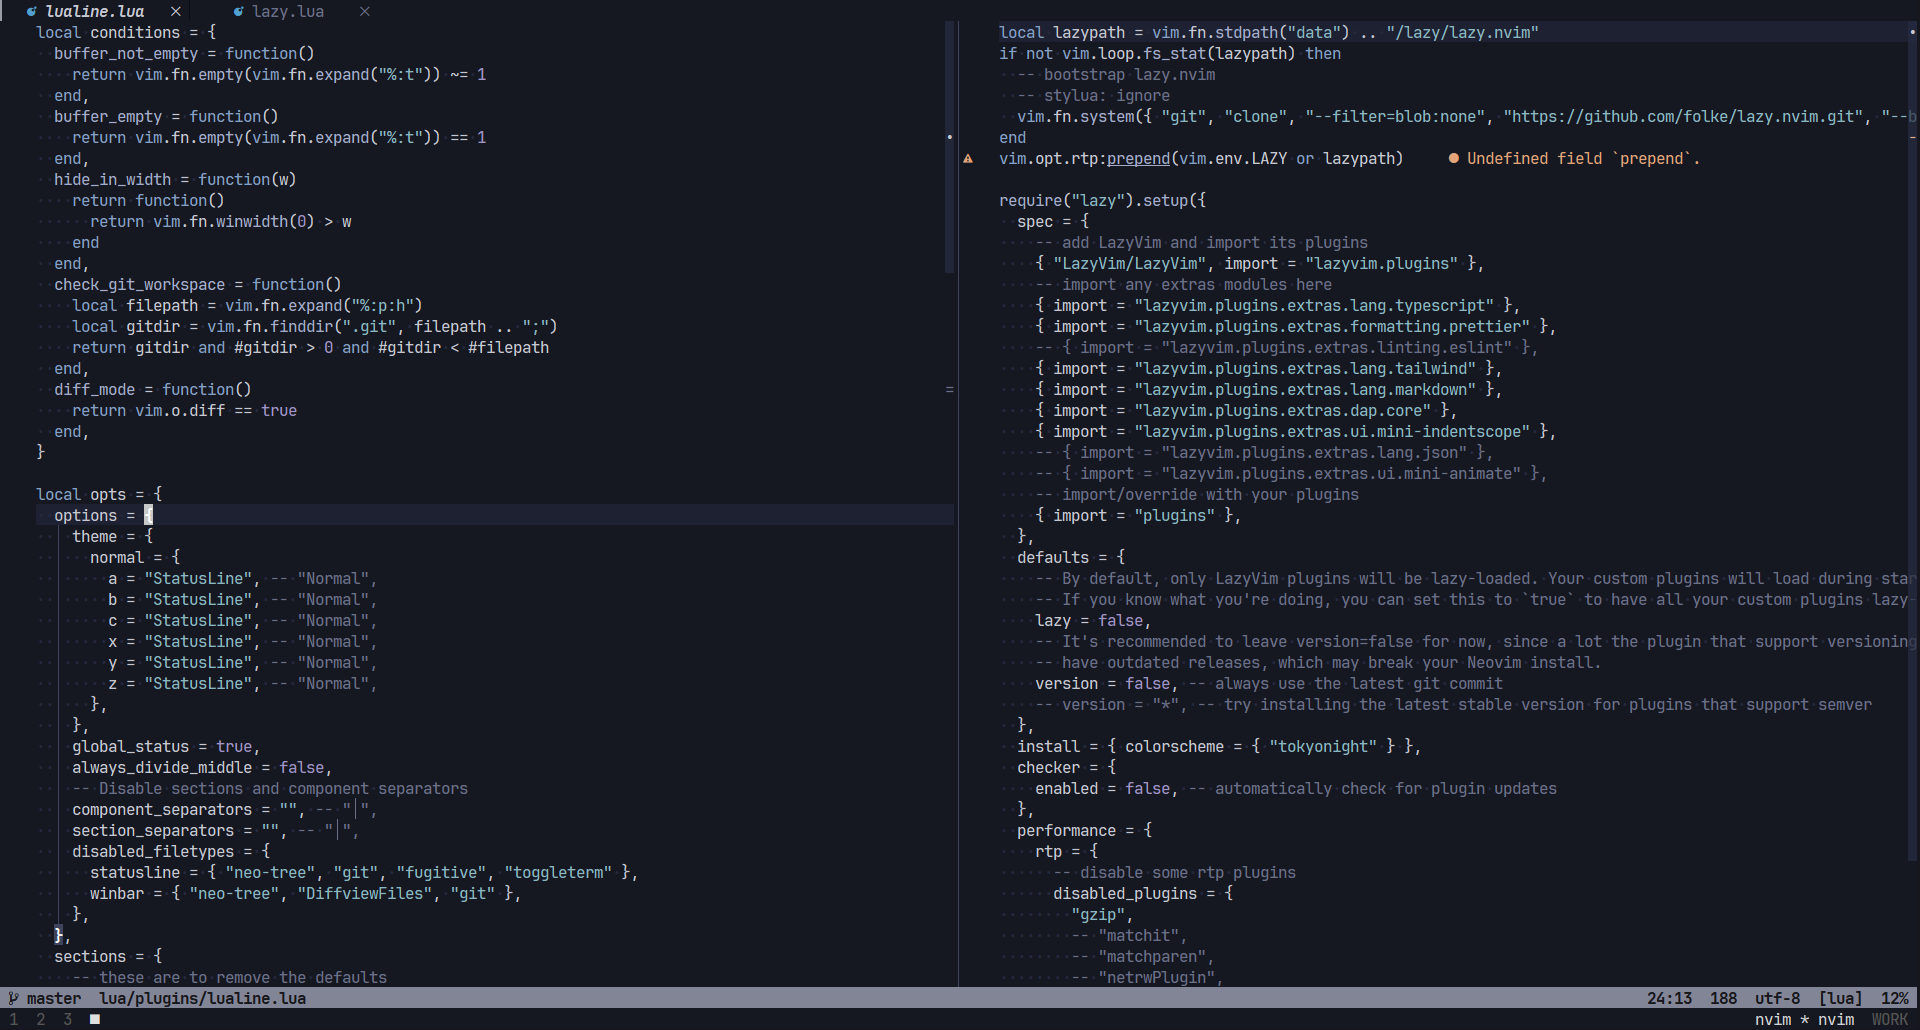 lualine.lua × lazy.lua ×
local conditions = {
  buffer_not_empty = function()
    return vim.fn.empty(vim.fn.expand("%:t")) ~= 1
  end,
  buffer_empty = function()
    return vim.fn.empty(vim.fn.expand("%:t")) == 1
  end,
  hide_in_width = function(w)
    return function()
      return vim.fn.winwidth(0) > w
    end
  end,
  check_git_workspace = function()
    local filepath = vim.fn.expand("%:p:h")
    local gitdir = vim.fn.finddir(".git", filepath .. ";")
    return gitdir and #gitdir > 0 and #gitdir < #filepath
  end,
  diff_mode = function()
    return vim.o.diff == true
  end,
}

local opts = {
  options = {
    theme = {
      normal = {
        a = "StatusLine", -- "Normal",
        b = "StatusLine", -- "Normal",
        c = "StatusLine", -- "Normal",
        x = "StatusLine", -- "Normal",
        y = "StatusLine", -- "Normal",
        z = "StatusLine", -- "Normal",
      },
    },
    global_status = true,
    always_divide_middle = false,
    -- Disable sections and component separators
    component_separators = "", -- "│",
    section_separators = "", -- "│",
    disabled_filetypes = {
      statusline = { "neo-tree", "git", "fugitive", "toggleterm" },
      winbar = { "neo-tree", "DiffviewFiles", "git" },
    },
  },
  sections = {
    -- these are to remove the defaults
local lazypath = vim.fn.stdpath("data") .. "/lazy/lazy.nvim"
if not vim.loop.fs_stat(lazypath) then
  -- bootstrap lazy.nvim
  -- stylua: ignore
  vim.fn.system({ "git", "clone", "--filter=blob:none", "https://github.com/folke/lazy.nvim.git", "--b
end
vim.opt.rtp:prepend(vim.env.LAZY or lazypath) ● Undefined field `prepend`.

require("lazy").setup({
  spec = {
    -- add LazyVim and import its plugins
    { "LazyVim/LazyVim", import = "lazyvim.plugins" },
    -- import any extras modules here
    { import = "lazyvim.plugins.extras.lang.typescript" },
    { import = "lazyvim.plugins.extras.formatting.prettier" },
    -- { import = "lazyvim.plugins.extras.linting.eslint" },
    { import = "lazyvim.plugins.extras.lang.tailwind" },
    { import = "lazyvim.plugins.extras.lang.markdown" },
    { import = "lazyvim.plugins.extras.dap.core" },
    { import = "lazyvim.plugins.extras.ui.mini-indentscope" },
    -- { import = "lazyvim.plugins.extras.lang.json" },
    -- { import = "lazyvim.plugins.extras.ui.mini-animate" },
    -- import/override with your plugins
    { import = "plugins" },
  },
  defaults = {
    -- By default, only LazyVim plugins will be lazy-loaded. Your custom plugins will load during star
    -- If you know what you're doing, you can set this to `true` to have all your custom plugins lazy-
    lazy = false,
    -- It's recommended to leave version=false for now, since a lot the plugin that support versioning
    -- have outdated releases, which may break your Neovim install.
    version = false, -- always use the latest git commit
    -- version = "*", -- try installing the latest stable version for plugins that support semver
  },
  install = { colorscheme = { "tokyonight" } },
  checker = {
    enabled = false, -- automatically check for plugin updates
  },
  performance = {
    rtp = {
      -- disable some rtp plugins
      disabled_plugins = {
        "gzip",
        -- "matchit",
        -- "matchparen",
        -- "netrwPlugin",
master lua/plugins/lualine.lua 24:13 188 utf-8 [lua] 12%
1 2 3 ■ nvim * nvim WORK